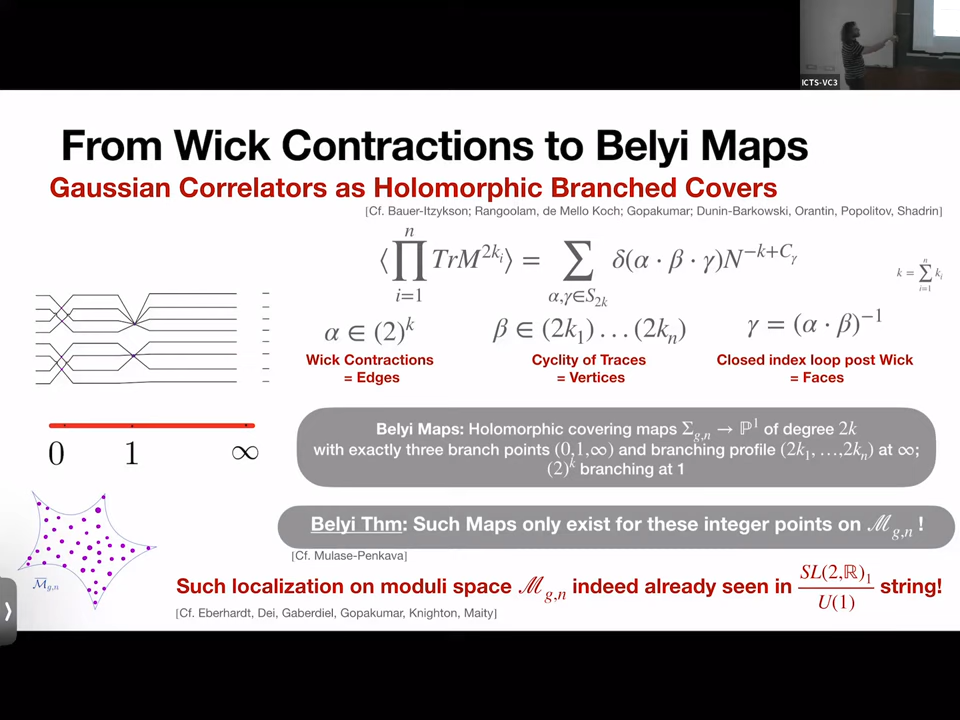 ICTS-VC3
From Wick Contractions to Belyi Maps
Gaussian Correlators as Holomorphic Branched Covers
[Cf. Bauer-Itzykson; Rangoolam, de Mello Koch; Gopakumar; Dunin-Barkowski, Orantin, Popolitov, Shadrin]
⟨∏_{i=1}^{n} TrM^{2k_i}⟩ = ∑_{α,γ∈S_{2k}} δ(α · β · γ)N^{−k+C_γ}
k = ∑_{i=1}^{n} k_i
α ∈ (2)^k
β ∈ (2k_1) … (2k_n)
γ = (α · β)^{−1}
Wick Contractions
= Edges
Cyclity of Traces
= Vertices
Closed index loop post Wick
= Faces
0 1 ∞
Belyi Maps: Holomorphic covering maps Σ_{g,n} → ℙ^1 of degree 2k
with exactly three branch points (0,1,∞) and branching profile (2k_1, …,2k_n) at ∞;
(2)^k branching at 1
Belyi Thm: Such Maps only exist for these integer points on ℳ_{g,n} !
[Cf. Mulase-Penkava]
\overline{ℳ}_{g,n}
Such localization on moduli space ℳ_{g,n} indeed already seen in SL(2,ℝ)_1 / U(1) string!
[Cf. Eberhardt, Dei, Gaberdiel, Gopakumar, Knighton, Maity]